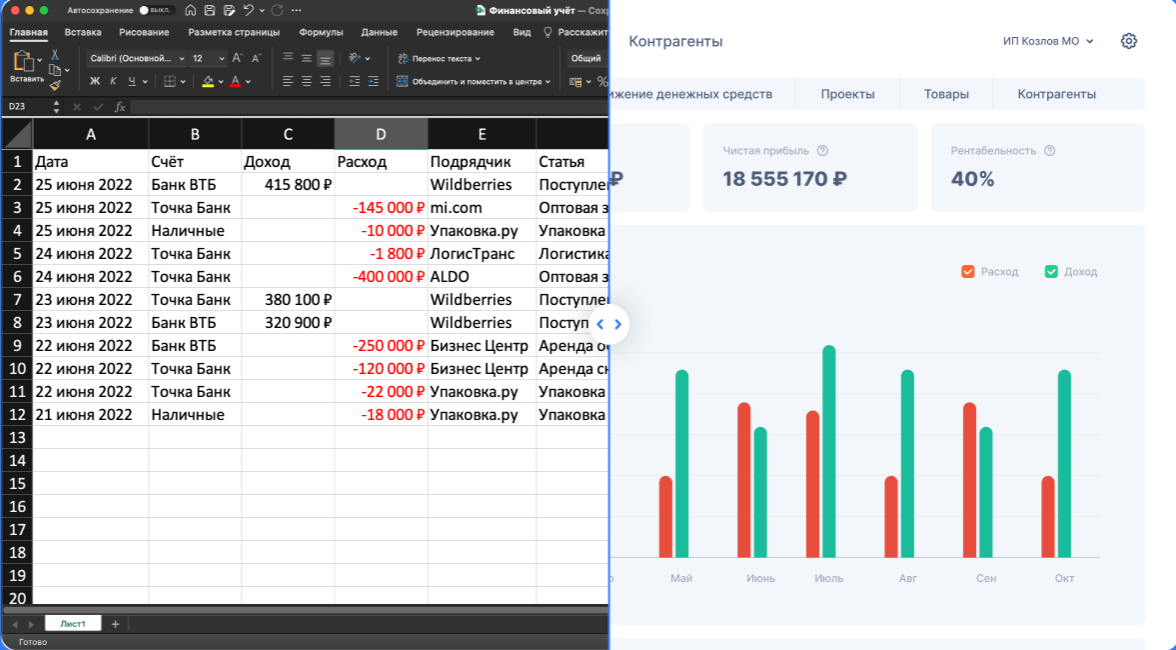 Автосохранение ВЫКЛ.
Финансовый учёт —
Главная Вставка Рисование Разметка страницы Формулы Данные Рецензирование Вид Расскажит
Вставить
Calibri (Основной... 12
Перенос текста
Общий
Ж К Ч
Объединить и поместить в центре
%
D23 fx
A B C D E
1 Дата Счёт Доход Расход Подрядчик Статья
2 25 июня 2022 Банк ВТБ 415 800 ₽ Wildberries Поступле
3 25 июня 2022 Точка Банк -145 000 ₽ mi.com Оптовая з
4 25 июня 2022 Наличные -10 000 ₽ Упаковка.ру Упаковка
5 24 июня 2022 Точка Банк -1 800 ₽ ЛогисТранс Логистика
6 24 июня 2022 Точка Банк -400 000 ₽ ALDO Оптовая з
7 23 июня 2022 Точка Банк 380 100 ₽ Wildberries Поступле
8 23 июня 2022 Банк ВТБ 320 900 ₽ Wildberries Поступ
9 22 июня 2022 Банк ВТБ -250 000 ₽ Бизнес Центр Аренда о
10 22 июня 2022 Точка Банк -120 000 ₽ Бизнес Центр Аренда с
11 22 июня 2022 Точка Банк -22 000 ₽ Упаковка.ру Упаковка
12 21 июня 2022 Наличные -18 000 ₽ Упаковка.ру Упаковка
13
14
15
16
17
18
19
20
Лист1 +
Готово
Контрагенты
ИП Козлов МО
жение денежных средств Проекты Товары Контрагенты
₽
Чистая прибыль
18 555 170 ₽
Рентабельность
40%
Расход Доход
Май Июнь Июль Авг Сен Окт